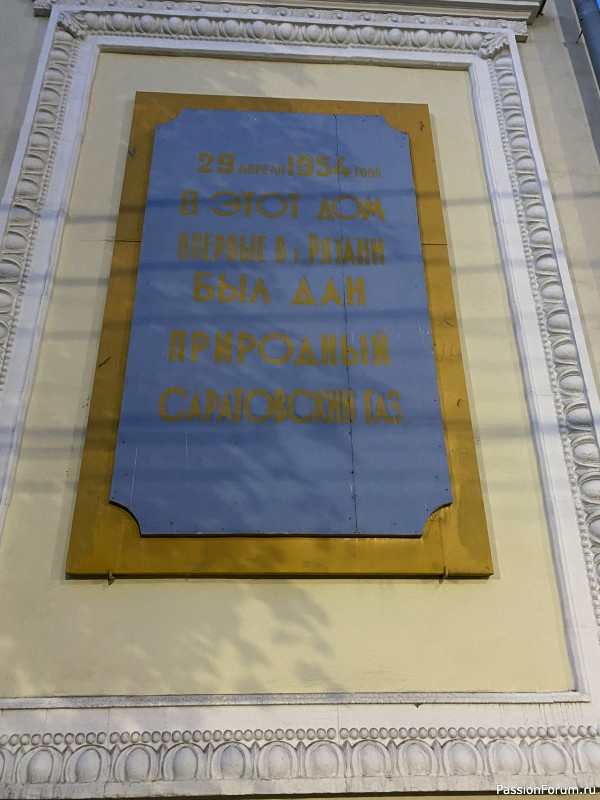 29 АПРЕЛЯ 1954 ГОДА
В ЭТОТ ДОМ
ВПЕРВЫЕ В г. РЯЗАНИ
БЫЛ ДАН
ПРИРОДНЫЙ
САРАТОВСКИЙ ГАЗ
PassionForum.ru